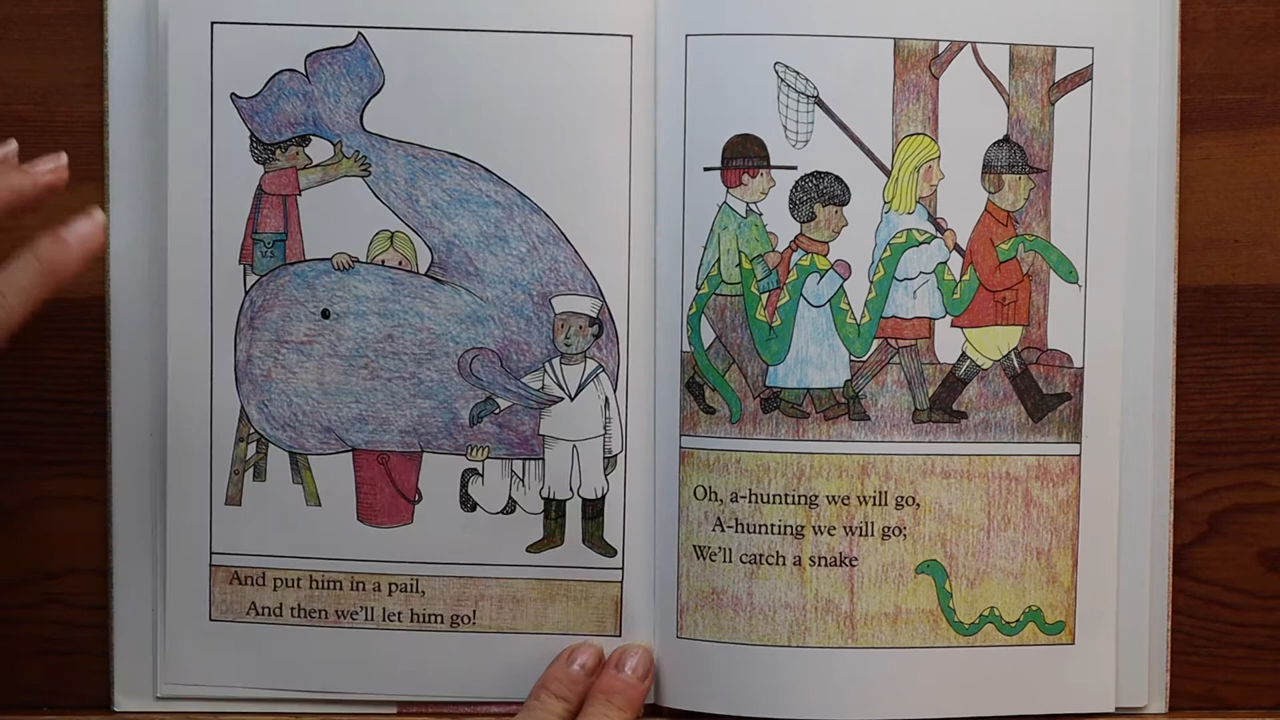 U.S.
And put him in a pail,
And then we'll let him go!
Oh, a-hunting we will go,
A-hunting we will go;
We'll catch a snake